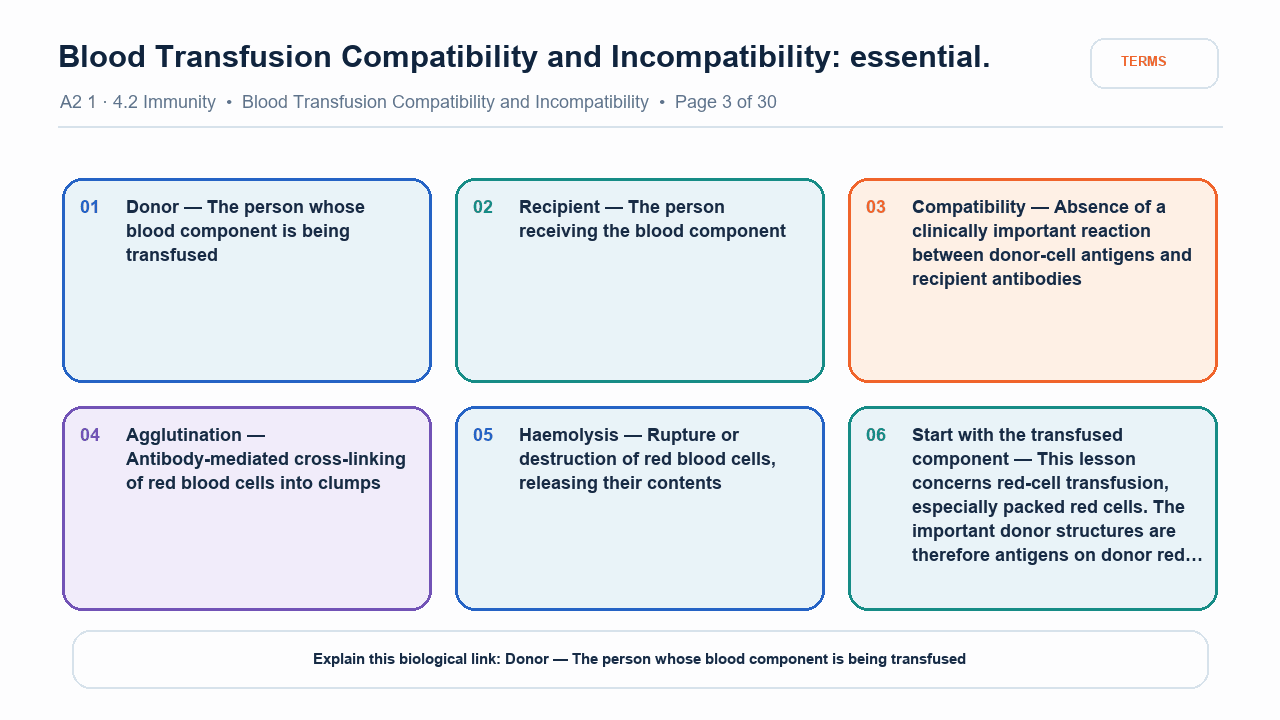 Blood Transfusion Compatibility and Incompatibility: essential.
TERMS
A2 1 · 4.2 Immunity • Blood Transfusion Compatibility and Incompatibility • Page 3 of 30
01 Donor — The person whose
blood component is being
transfused
02 Recipient — The person
receiving the blood component
03 Compatibility — Absence of a
clinically important reaction
between donor-cell antigens and
recipient antibodies
04 Agglutination —
Antibody-mediated cross-linking
of red blood cells into clumps
05 Haemolysis — Rupture or
destruction of red blood cells,
releasing their contents
06 Start with the transfused
component — This lesson
concerns red-cell transfusion,
especially packed red cells. The
important donor structures are
therefore antigens on donor red…
Explain this biological link: Donor — The person whose blood component is being transfused